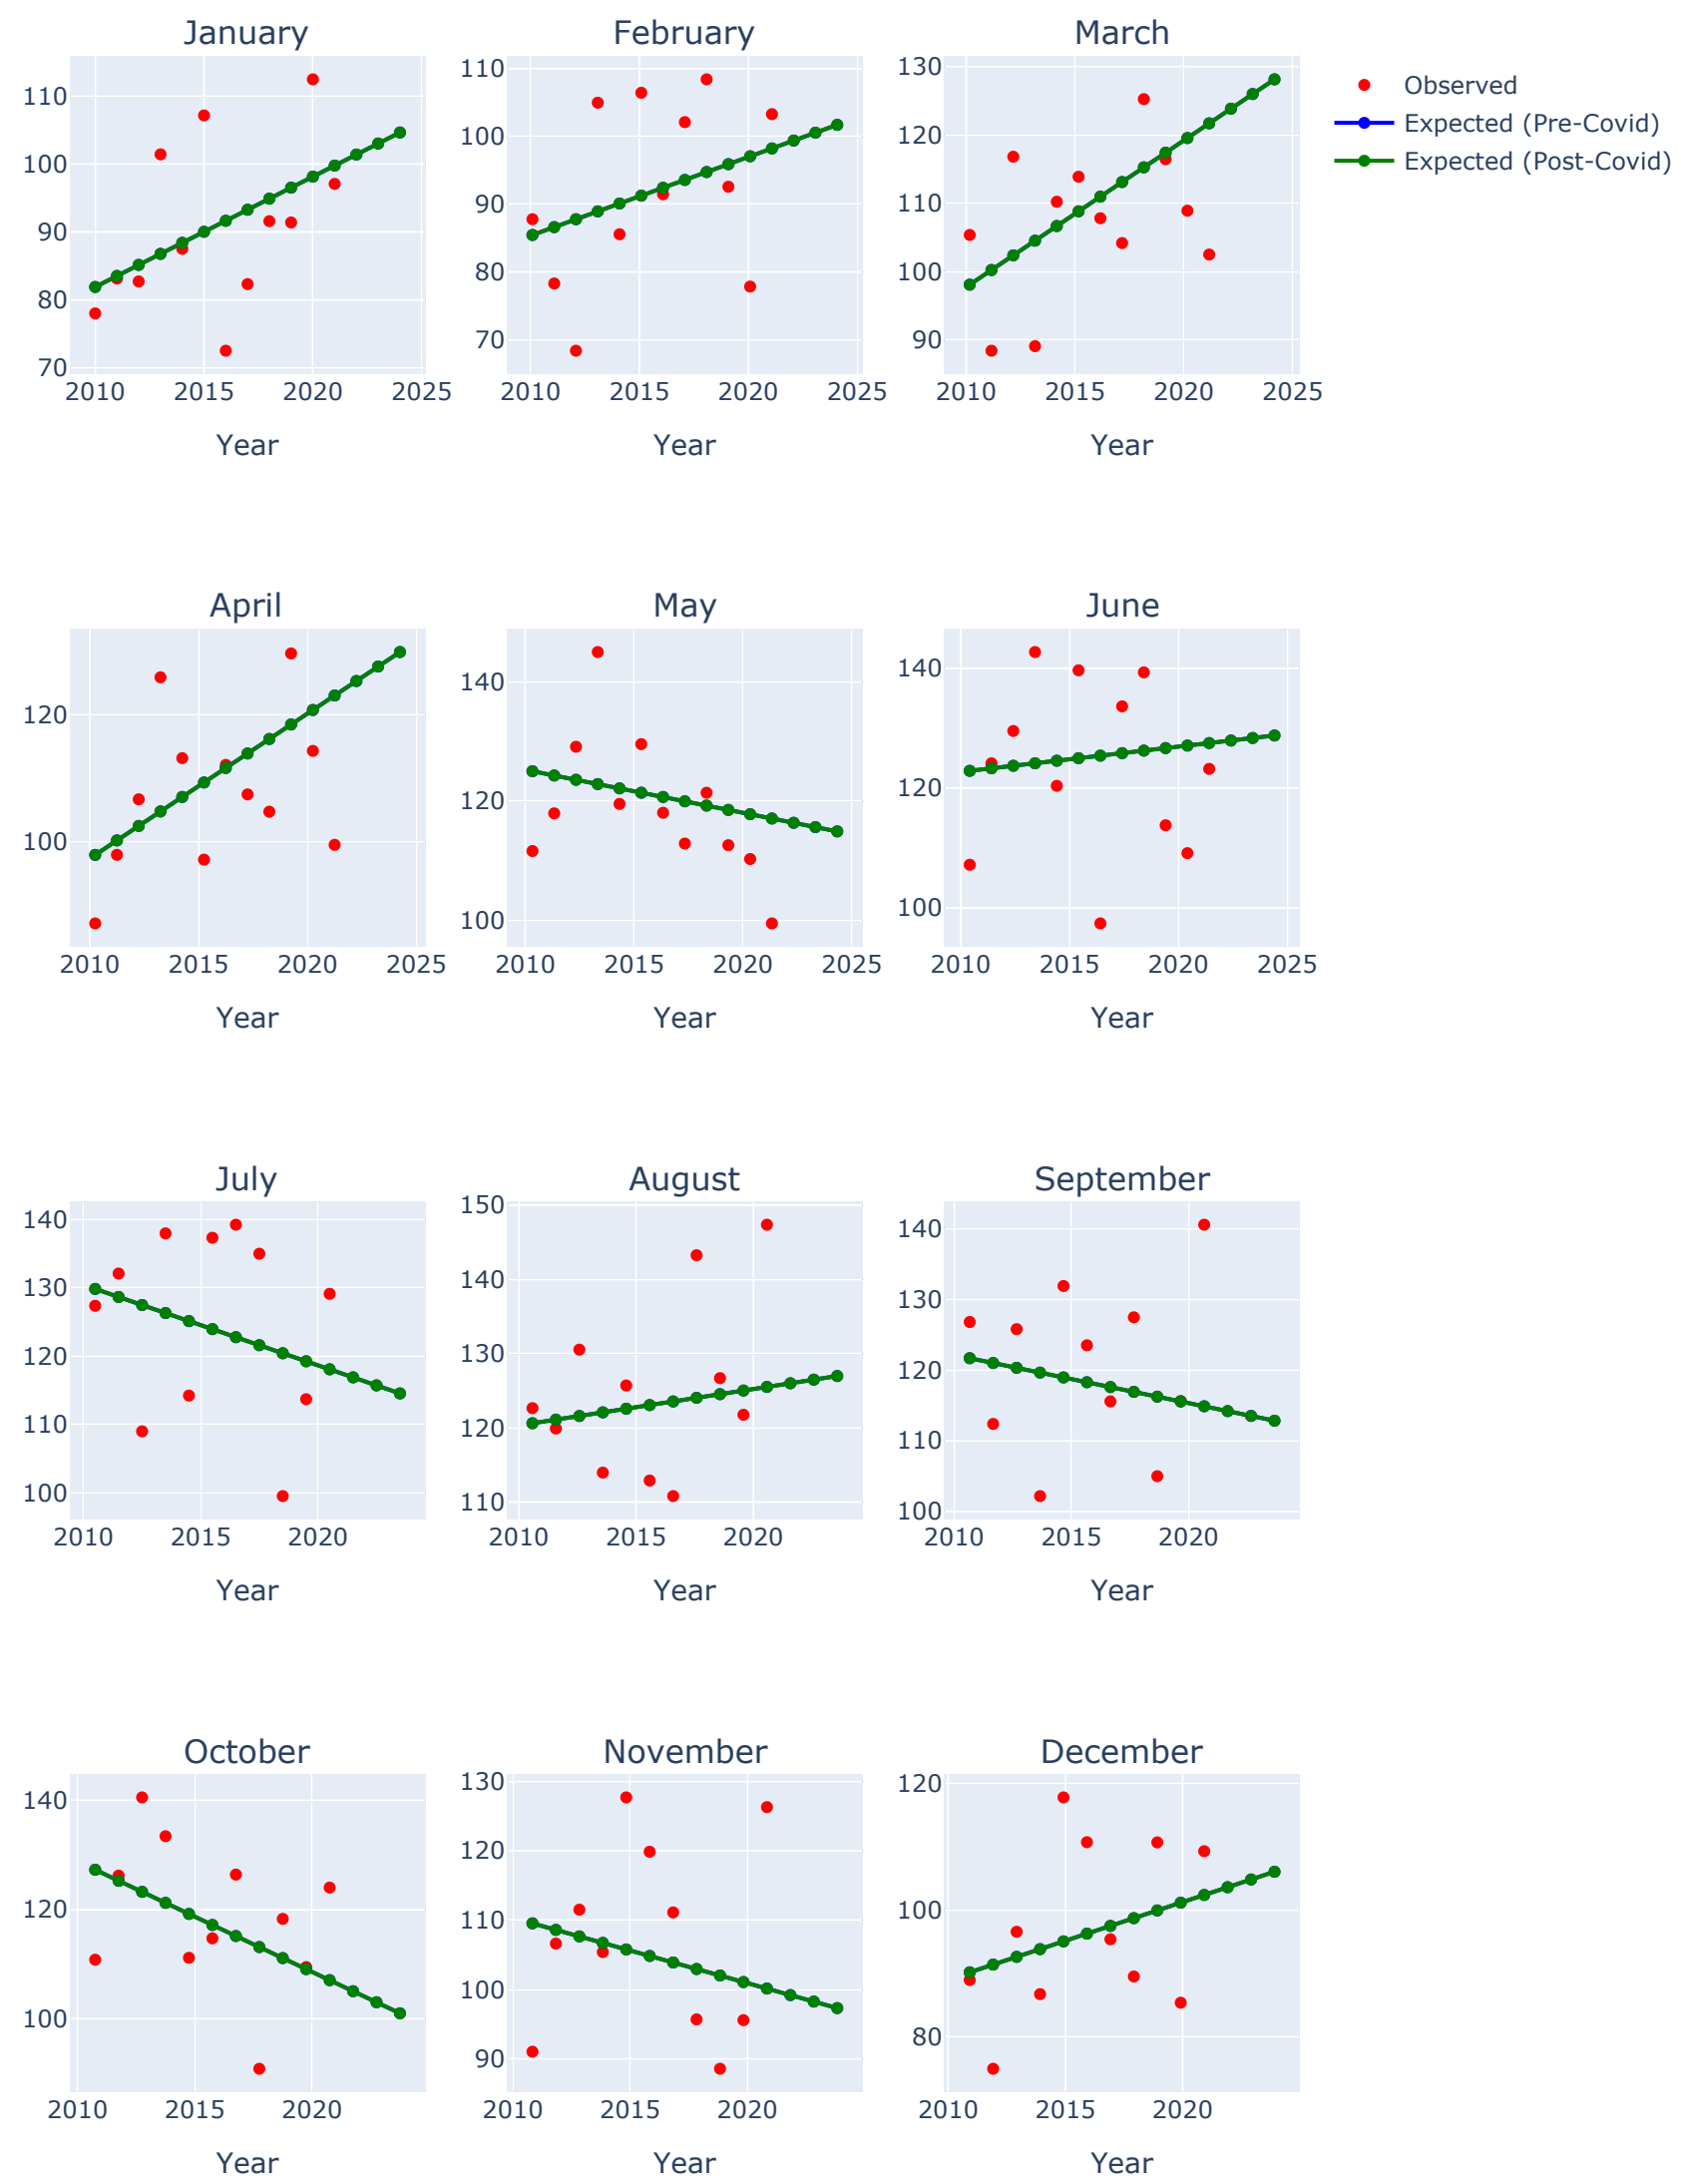 January
February
March
110
100
90
80
70
2010 2015 2020 2025
Year
110
100
90
80
70
2010 2015 2020 2025
Year
130
120
110
100
90
2010 2015 2020 2025
Year
Observed
Expected (Pre-Covid)
Expected (Post-Covid)
April
May
June
120
100
2010 2015 2020 2025
Year
140
120
100
2010 2015 2020 2025
Year
140
120
100
2010 2015 2020 2025
Year
July
August
September
140
130
120
110
100
2010 2015 2020
Year
150
140
130
120
110
2010 2015 2020
Year
140
130
120
110
100
2010 2015 2020
Year
October
November
December
140
120
100
2010 2015 2020
Year
130
120
110
100
90
2010 2015 2020
Year
120
100
80
2010 2015 2020
Year